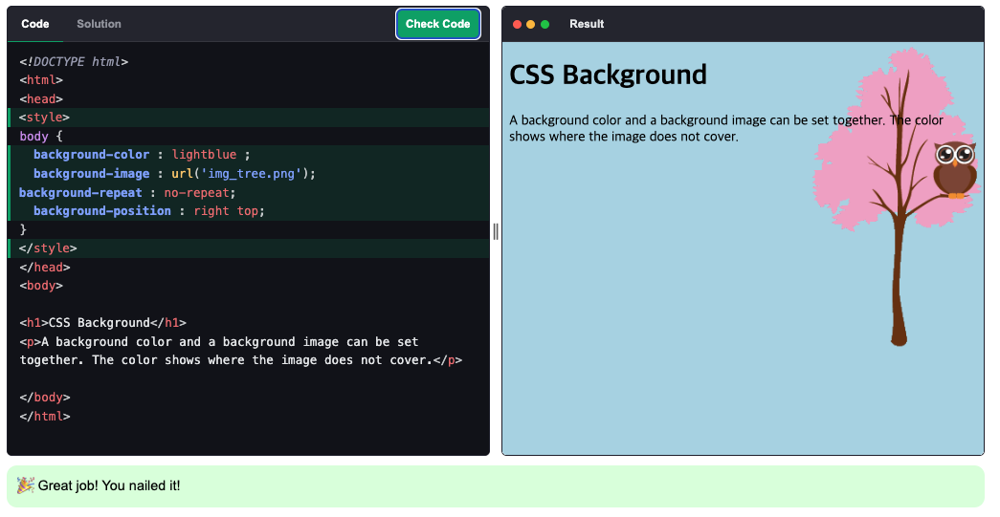 Code
Solution
Check Code
<!DOCTYPE html>
<html>
<head>
<style>
body {
  background-color : lightblue ;
  background-image : url('img_tree.png');
background-repeat : no-repeat;
  background-position : right top;
}
</style>
</head>
<body>

<h1>CSS Background</h1>
<p>A background color and a background image can be set
together. The color shows where the image does not cover.</p>

</body>
</html>
Result
CSS Background
A background color and a background image can be set together. The color
shows where the image does not cover.
🎉 Great job! You nailed it!